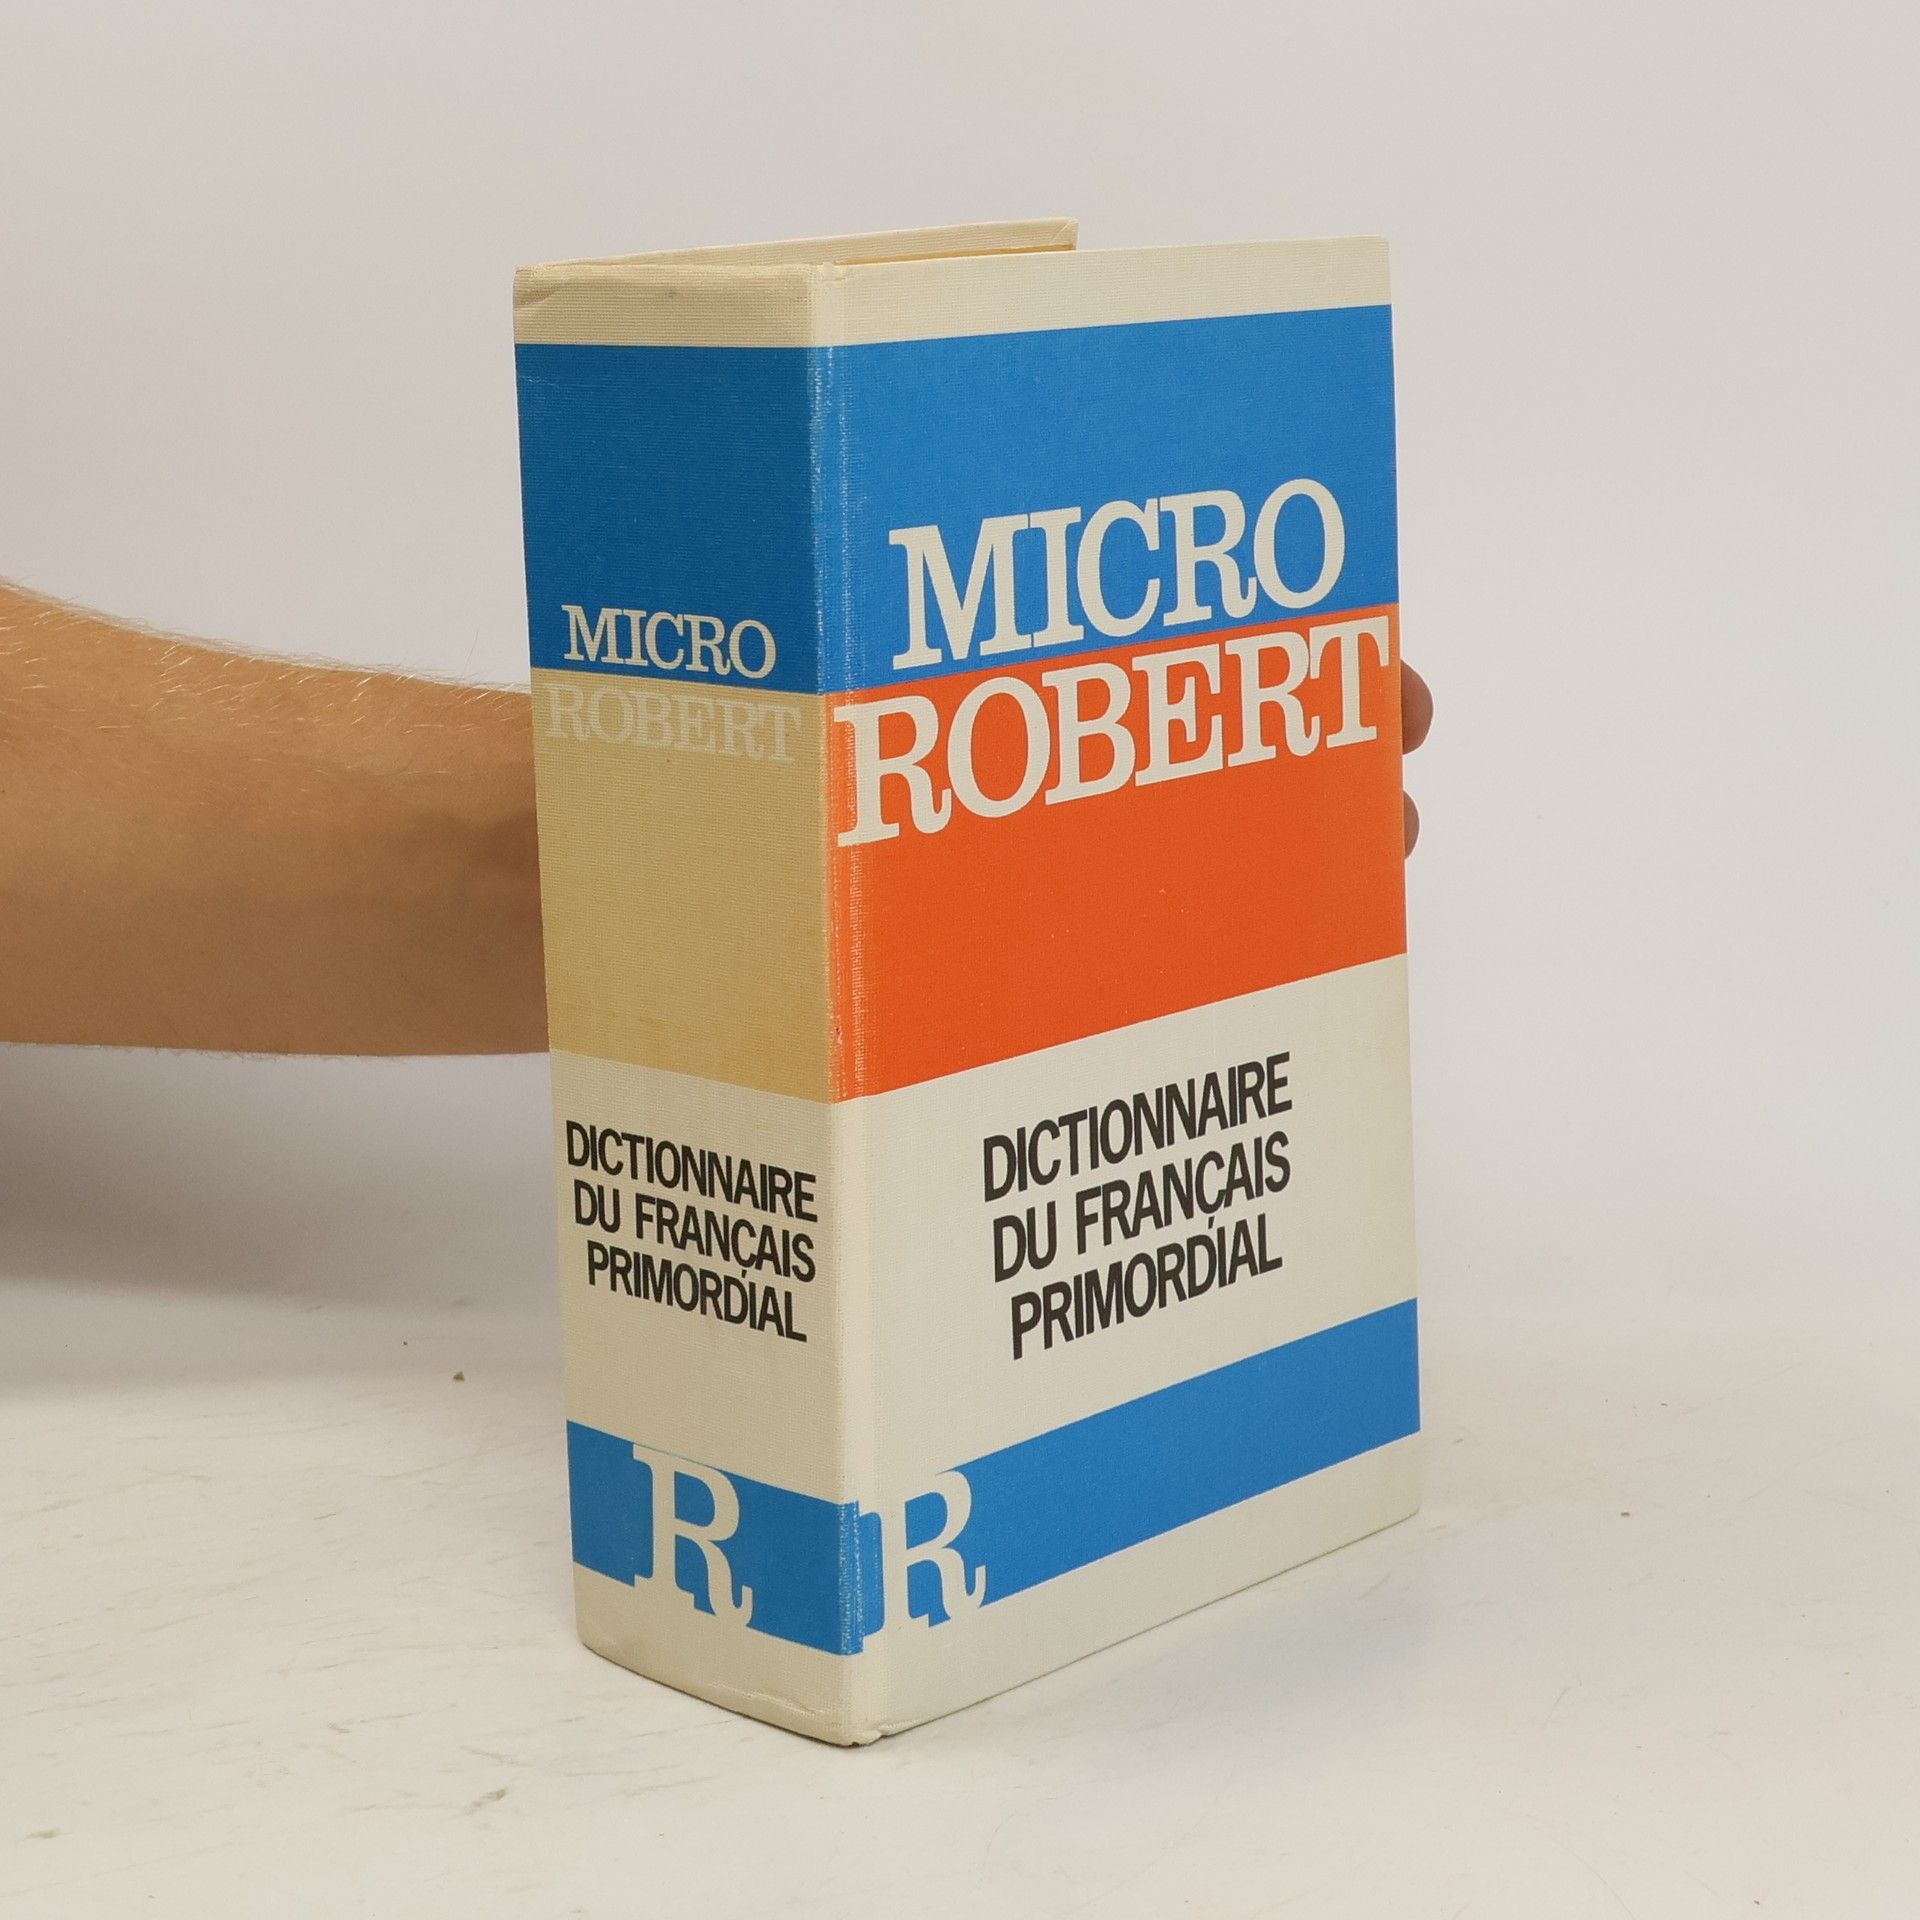 MICRO
ROBERT
DICTIONNAIRE
DU FRANÇAIS
PRIMORDIAL
R
MICRO
ROBERT
DICTIONNAIRE
DU FRANÇAIS
PRIMORDIAL
R